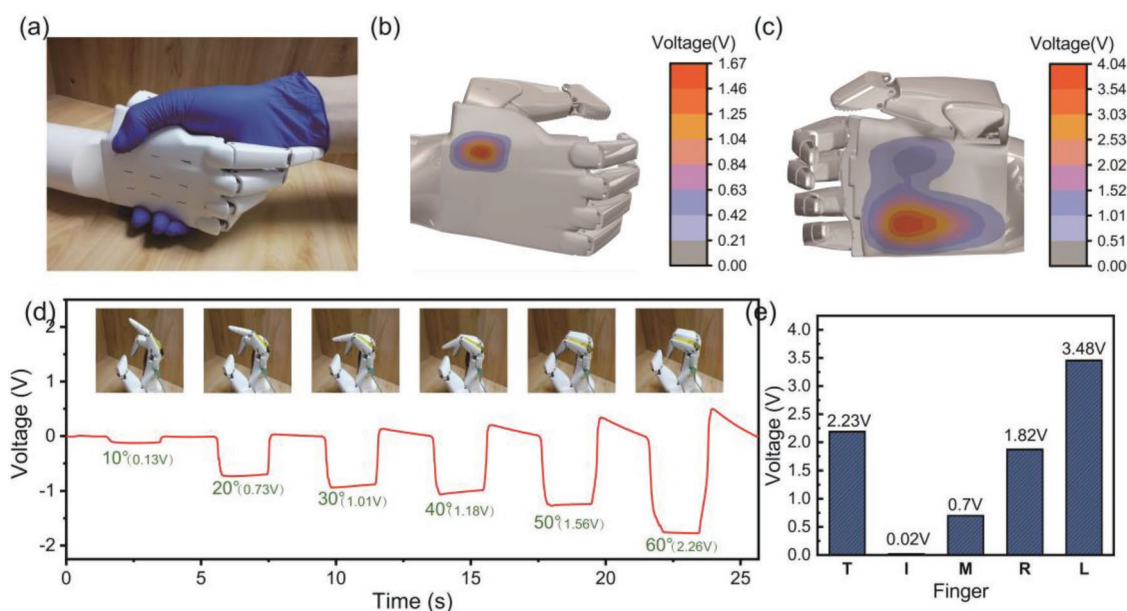 (a)
(b)
Voltage(V)
1.67
1.46
1.25
1.04
0.84
0.63
0.42
0.21
0.00
(c)
Voltage(V)
4.04
3.54
3.03
2.53
2.02
1.52
1.01
0.51
0.00
(d)
Voltage (V)
2
1
0
-1
-2
10°(0.13V)
20°(0.73V)
30°(1.01V)
40°(1.18V)
50°(1.56V)
60°(2.26V)
0
5
10
15
20
25
Time (s)
(e)
Voltage (V)
4.0
3.5
3.0
2.5
2.0
1.5
1.0
0.5
0.0
2.23V
0.02V
0.7V
1.82V
3.48V
T
I
M
R
L
Finger